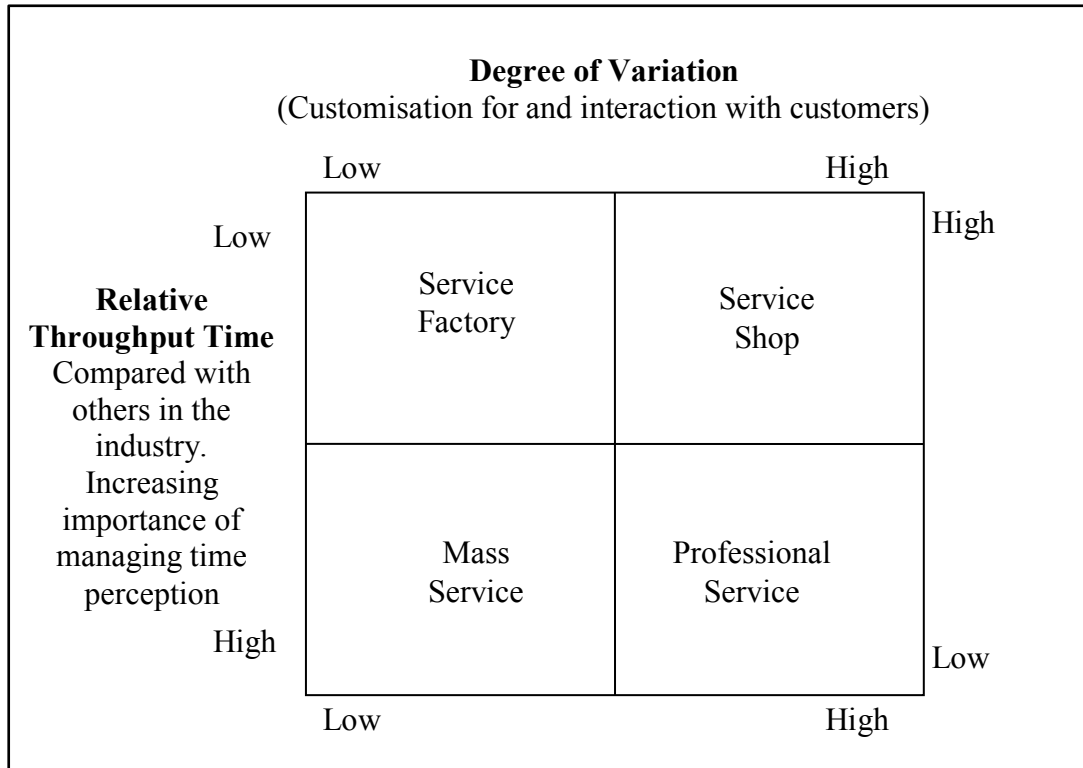 Degree of Variation
(Customisation for and interaction with customers)
Low
High
Low
High
Service
Factory
Service
Shop
Relative
Throughput Time
Compared with
others in the
industry.
Increasing
importance of
managing time
perception
Mass
Service
Professional
Service
High
Low
Low
High